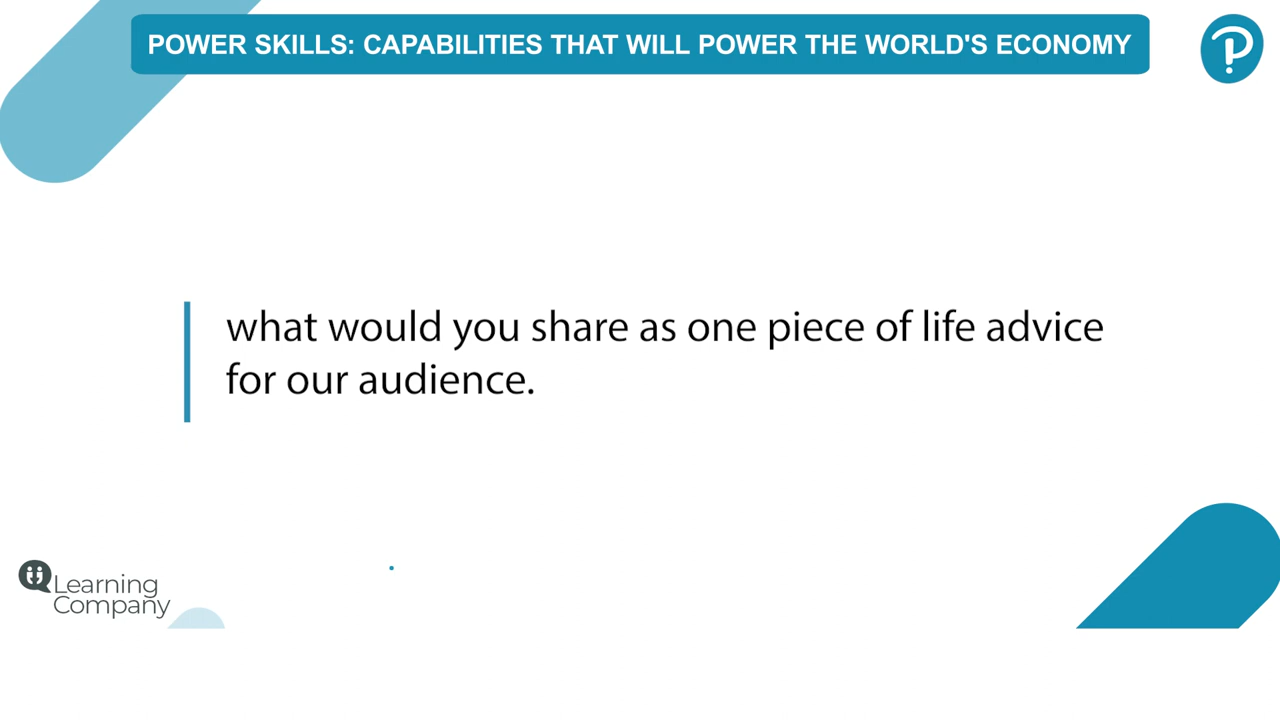 POWER SKILLS: CAPABILITIES THAT WILL POWER THE WORLD'S ECONOMY
what would you share as one piece of life advice
for our audience.
Learning
Company